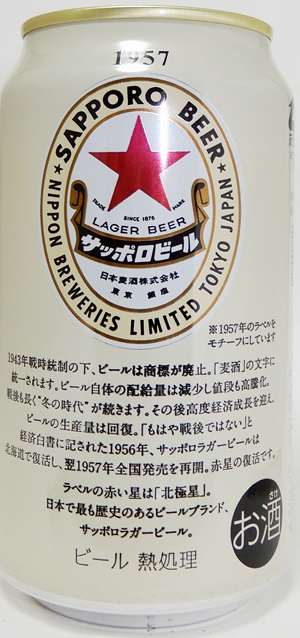 1957
★ SAPPORO BEER ★
NIPPON BREWERIES LIMITED TOKYO JAPAN
TRADE MARK
SINCE 1876
LAGER BEER
サッポロビール
日本麦酒株式会社
東京 銀座
※1957年のラベルを
モチーフにしています
1943年戦時統制の下、ビールは商標が廃止。「麦酒」の文字に
統一されます。ビール自体の配給量は減少し値段も高騰化。
戦後も長く“冬の時代”が続きます。その後高度経済成長を迎え、
ビールの生産量は回復。「もはや戦後ではない」と
経済白書に記された1956年、サッポロラガービールは
北海道で復活し、翌1957年全国発売を再開。赤星の復活です。
ラベルの赤い星は「北極星」。
日本で最も歴史のあるビールブランド、
サッポロラガービール。
さけ
お酒
ビール 熱処理